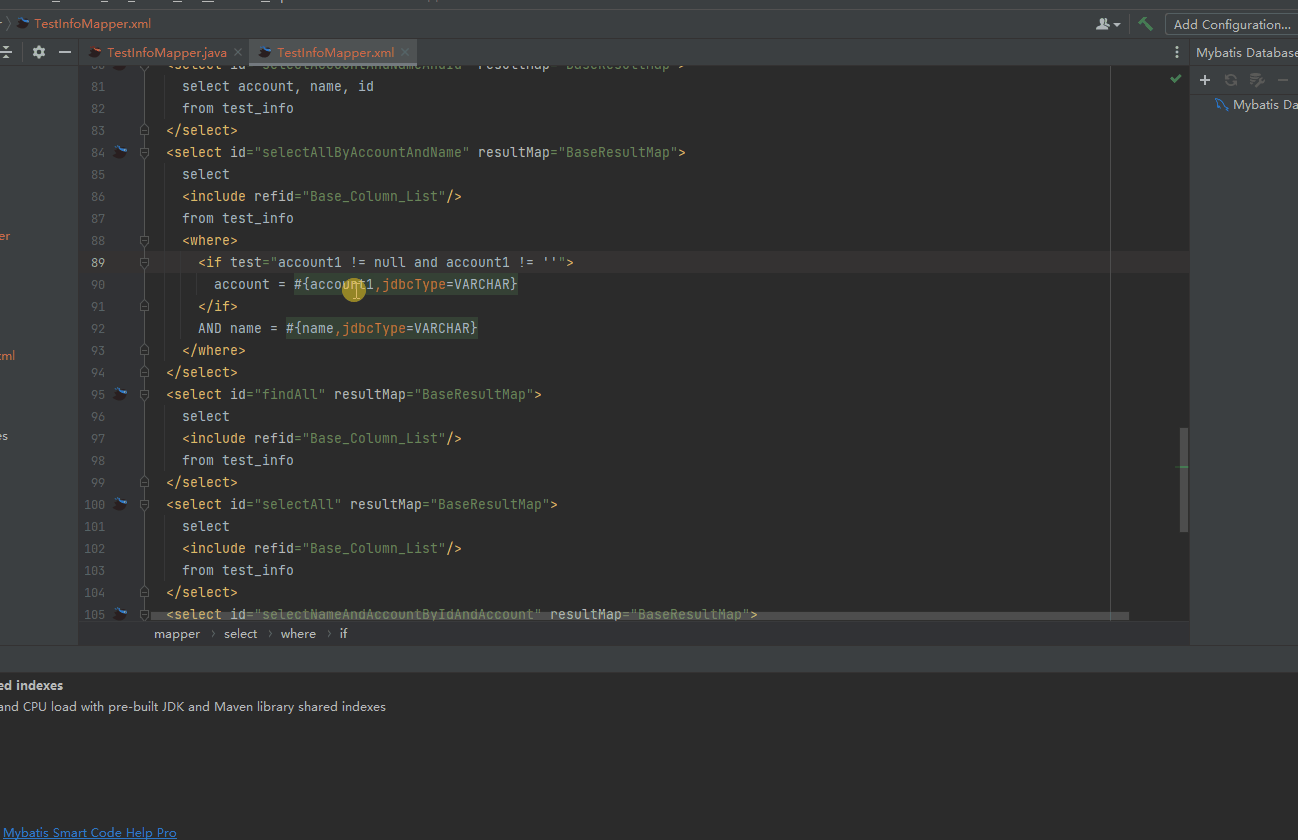 TestInfoMapper.xml
Add Configuration...
TestInfoMapper.java
TestInfoMapper.xml
Mybatis Database
Mybatis Da
er
xml
es
<select id="selectAccountAndNameAndId" resultMap="BaseResultMap">
81 select account, name, id
82 from test_info
83 </select>
84 <select id="selectAllByAccountAndName" resultMap="BaseResultMap">
85 select
86 <include refid="Base_Column_List"/>
87 from test_info
88 <where>
89 <if test="account1 != null and account1 != ''">
90 account = #{account1,jdbcType=VARCHAR}
91 </if>
92 AND name = #{name,jdbcType=VARCHAR}
93 </where>
94 </select>
95 <select id="findAll" resultMap="BaseResultMap">
96 select
97 <include refid="Base_Column_List"/>
98 from test_info
99 </select>
100 <select id="selectAll" resultMap="BaseResultMap">
101 select
102 <include refid="Base_Column_List"/>
103 from test_info
104 </select>
105 <select id="selectNameAndAccountByIdAndAccount" resultMap="BaseResultMap">
mapper › select › where › if
ed indexes
and CPU load with pre-built JDK and Maven library shared indexes
Mybatis Smart Code Help Pro